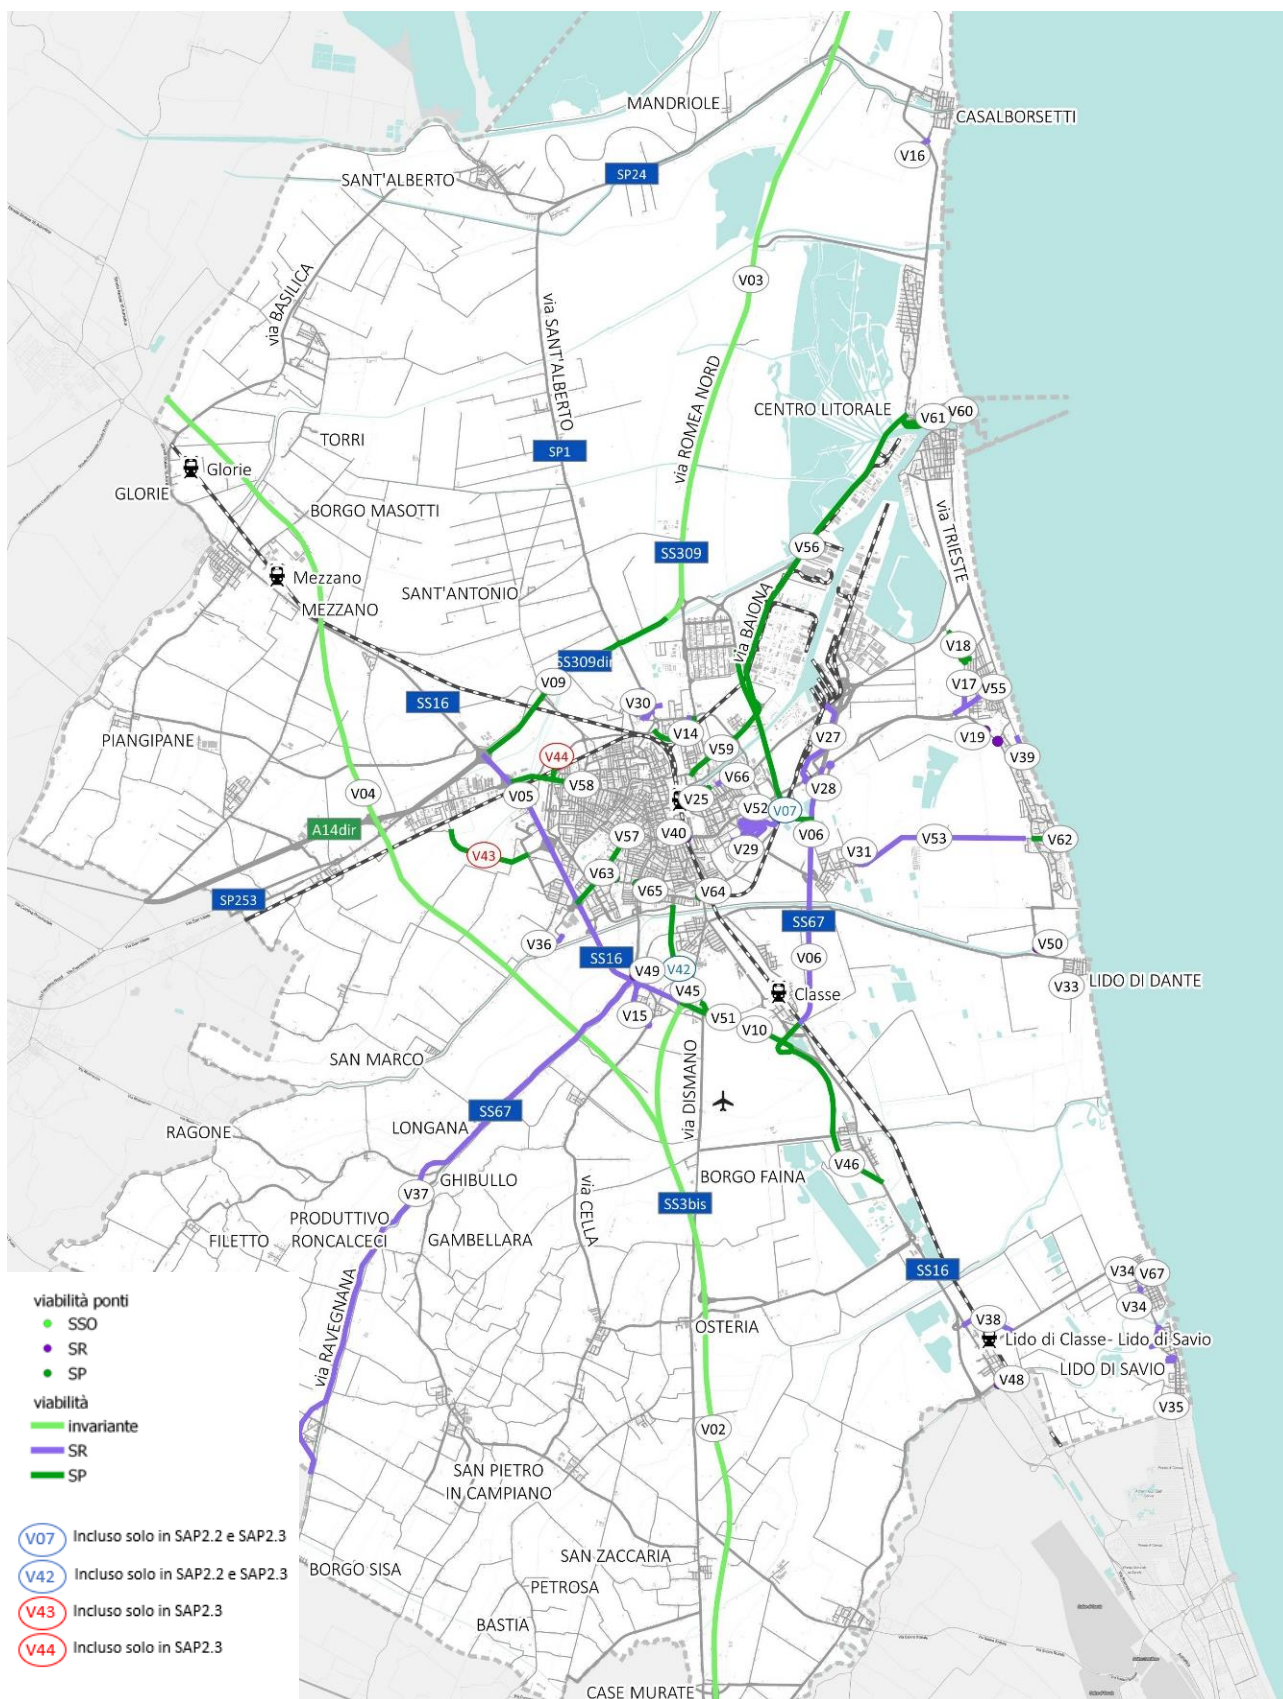 MANDRIOLE
CASALBORSETTI
V16
SP24
SANT'ALBERTO
via BASILICA
V03
via SANT'ALBERTO
via ROMEA NORD
CENTRO LITORALE
V61
V60
TORRI
SP1
Glorie
GLORIE
BORGO MASOTTI
via TRIESTE
V56
SS309
Mezzano
SANT'ANTONIO
MEZZANO
via BAIONA
V18
SS309dir
V09
V17
V55
SS16
V30
V14
V27
V19
PIANGIPANE
V59
V39
V44
V66
V58
V28
V05
V04
V25
V52
V07
A14dir
V57
V40
V06
V53
V62
V43
V29
V31
V63
V65
V64
SP253
SS67
V36
V50
SS16
V06
V49
V42
LIDO DI DANTE
V33
V45
Classe
V15
V51
V10
SAN MARCO
via DISMANO
SS67
LONGANA
RAGONE
V46
GHIBULLO
BORGO FAINA
V37
via CELLA
SS3bis
PRODUTTIVO
RONCALCECI
FILETTO
GAMBELLARA
SS16
V34
V67
V34
via RAVEGNANA
V38
OSTERIA
Lido di Classe - Lido di Savio
LIDO DI SAVIO
V48
V35
V02
SAN PIETRO
IN CAMPIANO
SAN ZACCARIA
BORGO SISA
PETROSA
BASTIA
CASE MURATE
viabilità ponti
SSO
SR
SP
viabilità
invariante
SR
SP
V07 Incluso solo in SAP2.2 e SAP2.3
V42 Incluso solo in SAP2.2 e SAP2.3
V43 Incluso solo in SAP2.3
V44 Incluso solo in SAP2.3